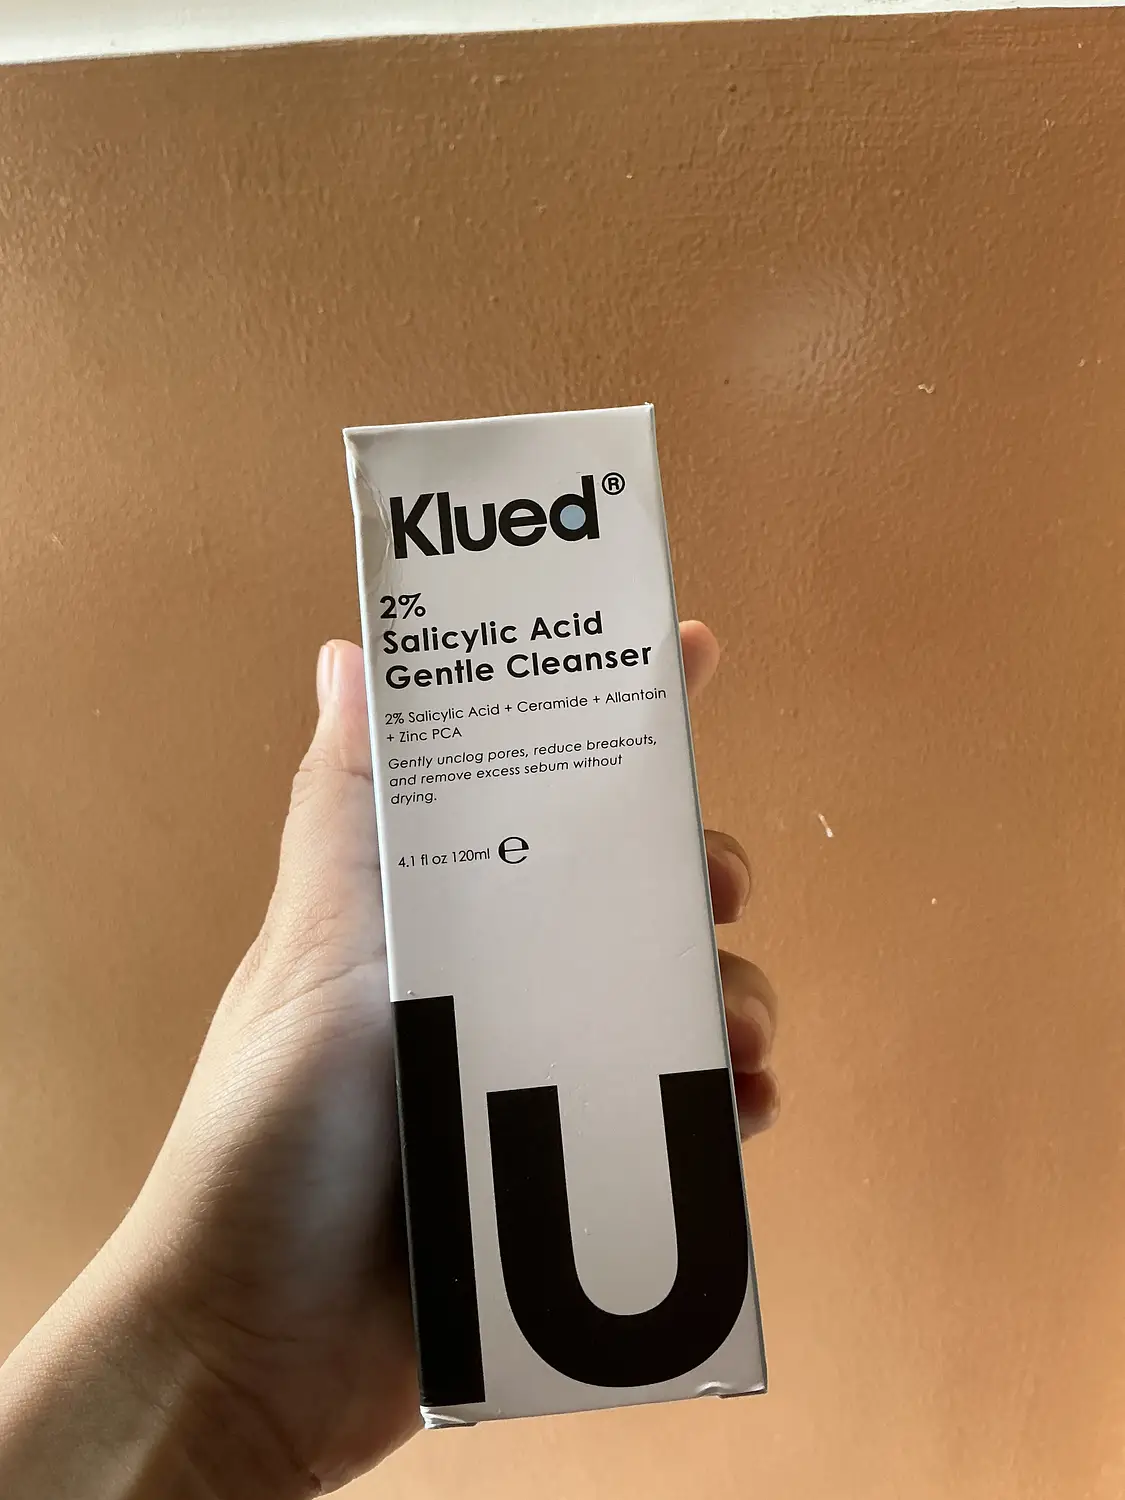 Klued®
2%
Salicylic Acid
Gentle Cleanser
2% Salicylic Acid + Ceramide + Allantoin
+ Zinc PCA
Gently unclog pores, reduce breakouts,
and remove excess sebum without
drying.
4.1 fl oz 120ml ℮
lu